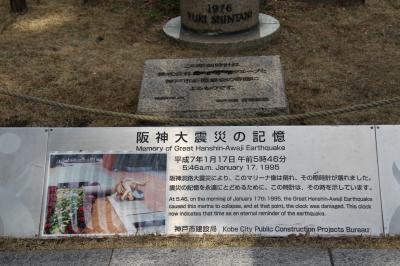 1976
YUKI SHINTANI
この花時計は
阪神大震災の記憶
Memory of Great Hanshin-Awaji Earthquake
平成7年1月17日 午前5時46分
5:46a.m. January 17, 1995
阪神淡路大震災により、このマリーナ像は崩れ、その際時計が壊れました。
震災の記憶を永遠にとどめるために、この時計は、その時を示しています。
At 5:46, on the morning of January 17th 1995, the Great Hanshin-Awaji Earthquake
caused this marina to collapse, and at that point, the clock was damaged. This clock
now indicates that time as an eternal reminder of the earthquake.
神戸市建設局 Kobe City Public Construction Projects Bureau